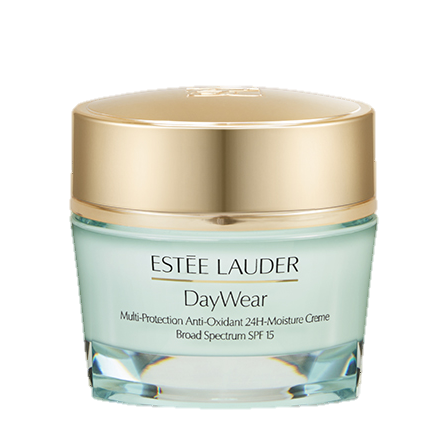 ESTĒE LAUDER
DayWear
Multi-Protection Anti-Oxidant 24H-Moisture Creme
Broad Spectrum SPF 15